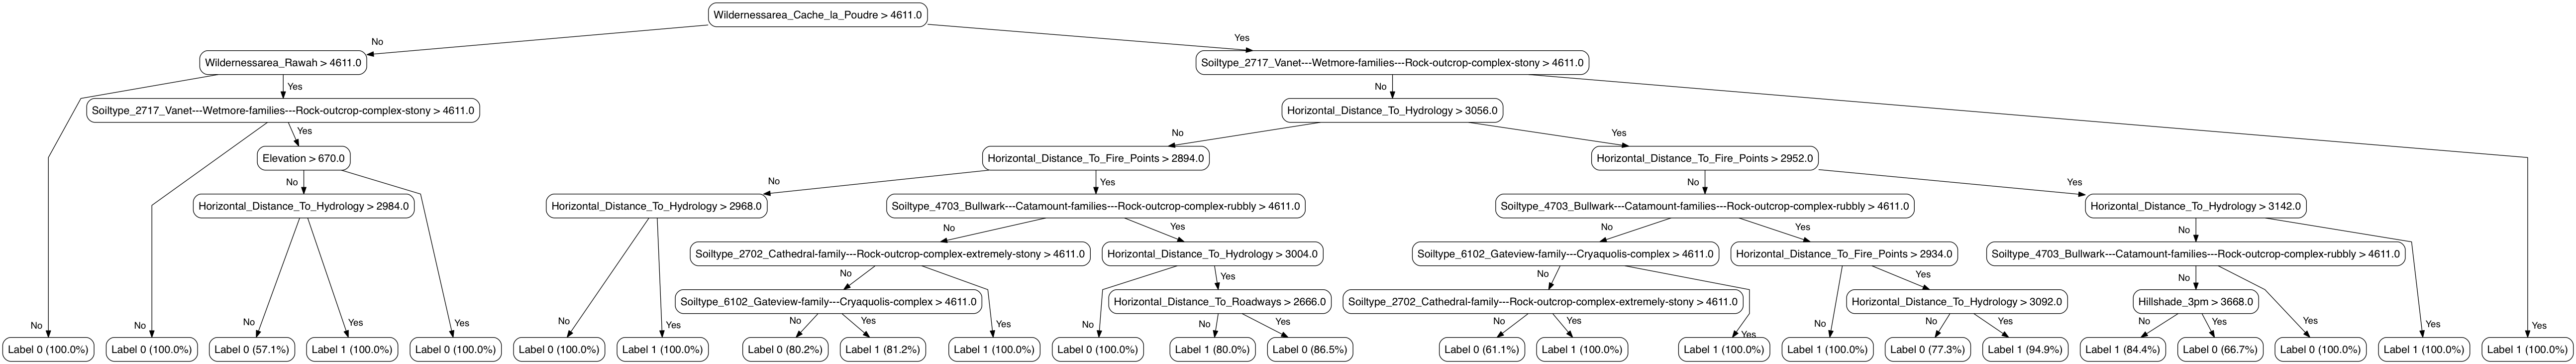 Wildernessarea_Cache_la_Poudre > 4611.0
No
Yes
Wildernessarea_Rawah > 4611.0
Soiltype_2717_Vanet---Wetmore-families---Rock-outcrop-complex-stony > 4611.0
Yes
No
Soiltype_2717_Vanet---Wetmore-families---Rock-outcrop-complex-stony > 4611.0
Horizontal_Distance_To_Hydrology > 3056.0
Yes
No
Yes
Elevation > 670.0
Horizontal_Distance_To_Fire_Points > 2894.0
Horizontal_Distance_To_Fire_Points > 2952.0
No
No
Yes
No
Yes
Horizontal_Distance_To_Hydrology > 2984.0
Horizontal_Distance_To_Hydrology > 2968.0
Soiltype_4703_Bullwark---Catamount-families---Rock-outcrop-complex-rubbly > 4611.0
Soiltype_4703_Bullwark---Catamount-families---Rock-outcrop-complex-rubbly > 4611.0
Horizontal_Distance_To_Hydrology > 3142.0
No
Yes
No
Yes
No
Soiltype_2702_Cathedral-family---Rock-outcrop-complex-extremely-stony > 4611.0
Horizontal_Distance_To_Hydrology > 3004.0
Soiltype_6102_Gateview-family---Cryaquolis-complex > 4611.0
Horizontal_Distance_To_Fire_Points > 2934.0
Soiltype_4703_Bullwark---Catamount-families---Rock-outcrop-complex-rubbly > 4611.0
No
Yes
No
Yes
No
Soiltype_6102_Gateview-family---Cryaquolis-complex > 4611.0
Horizontal_Distance_To_Roadways > 2666.0
Soiltype_2702_Cathedral-family---Rock-outcrop-complex-extremely-stony > 4611.0
Horizontal_Distance_To_Hydrology > 3092.0
Hillshade_3pm > 3668.0
No
No
No
Yes
Yes
No
Yes
No
Yes
Yes
No
No
Yes
No
Yes
Yes
No
No
Yes
No
Yes
Yes
Yes
Yes
Label 0 (100.0%)
Label 0 (100.0%)
Label 0 (57.1%)
Label 1 (100.0%)
Label 0 (100.0%)
Label 0 (100.0%)
Label 1 (100.0%)
Label 0 (80.2%)
Label 1 (81.2%)
Label 1 (100.0%)
Label 0 (100.0%)
Label 1 (80.0%)
Label 0 (86.5%)
Label 0 (61.1%)
Label 1 (100.0%)
Label 1 (100.0%)
Label 1 (100.0%)
Label 0 (77.3%)
Label 1 (94.9%)
Label 1 (84.4%)
Label 0 (66.7%)
Label 0 (100.0%)
Label 1 (100.0%)
Label 1 (100.0%)